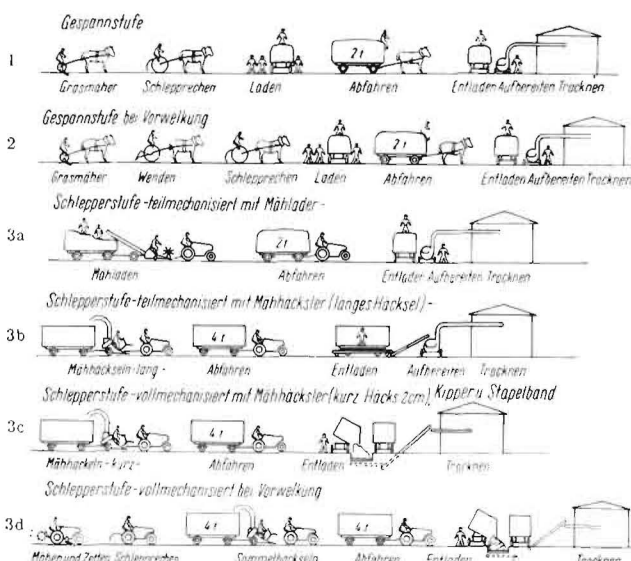 Gespannstufe
1
2t
Grasmäher Schlepprechen Laden Abfahren Entladen Aufbereiten Trocknen
Gespannstufe bei Vorwelkung
2
2t
Grasmäher Wenden Schlepprechen Laden Abfahren Entladen Aufbereiten Trocknen
Schlepperstufe-teilmechanisiert mit Mählader-
3a
2t
Mähladen Abfahren Entladen Aufbereiten Trocknen
Schlepperstufe-teilmechanisiert mit Mähhäcksler (langes Häcksel)-
3b
4t
Mähhäckseln-lang- Abfahren Entladen Aufbereiten Trocknen
Schlepperstufe-vollmechanisiert mit Mähhäcksler (kurz Häcks 2cm), Kipper u Stapelband
3c
4t
Mähhäckeln-kurz- Abfahren Entladen Trocknen
Schlepperstufe-vollmechanisiert bei Vorwelkung
3d
4t 4t
Mähen und Zetten Schlepprechen Sammelhäckseln Abfahren Entladen Trocknen